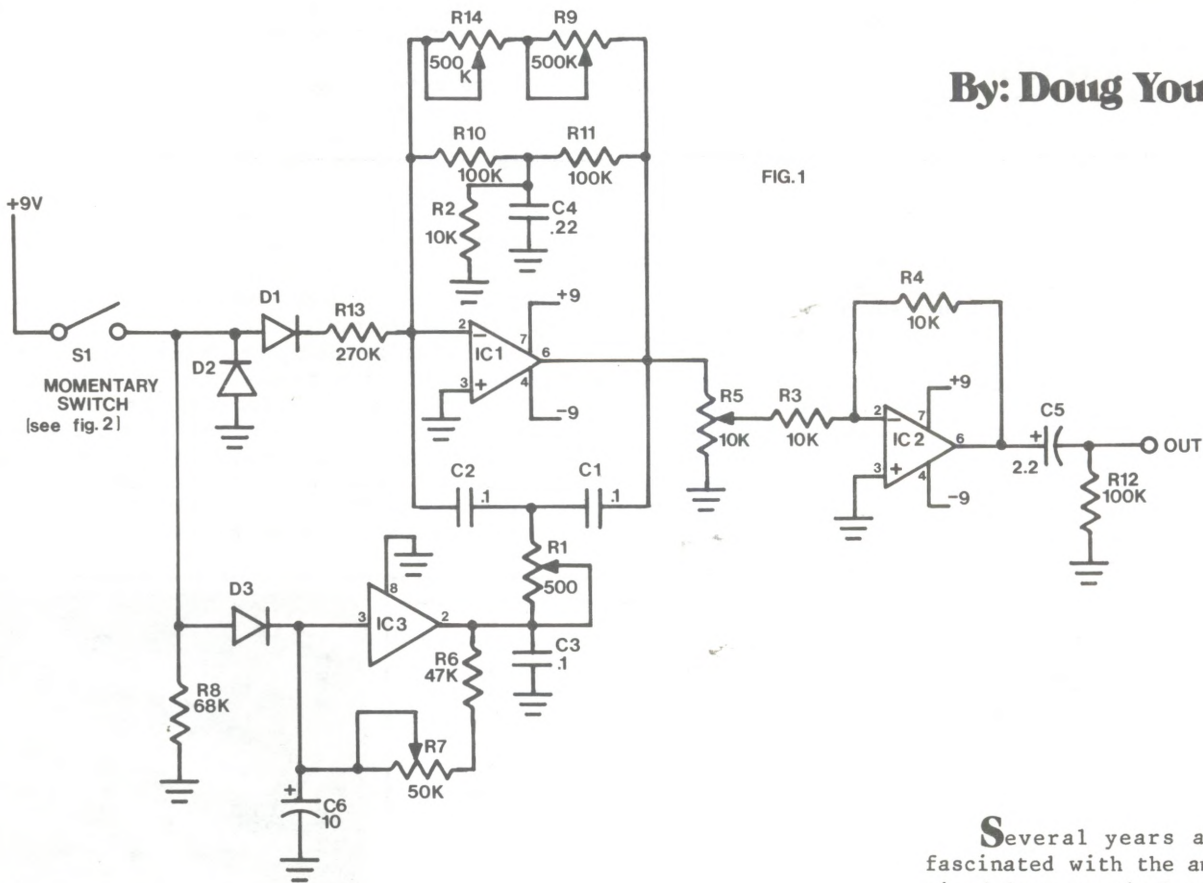 R14
R9
500
K
500K
By: Doug You
R10
R11
100K
100K
FIG.1
R2
10K
C4
.22
+9V
R4
10K
D1
R13
+9
2
7
S1
270K
IC1
6
D2
3
4
-9
MOMENTARY
SWITCH
[see fig. 2]
R5
10K
R3
10K
+9
2
7
IC2
6
3
4
-9
C5
+
2.2
OUT
R12
100K
C2
.1
C1
.1
R1
500
D3
8
3
IC3
2
C3
.1
R6
47K
R8
68K
R7
50K
+
C6
10
Several years a
fascinated with the